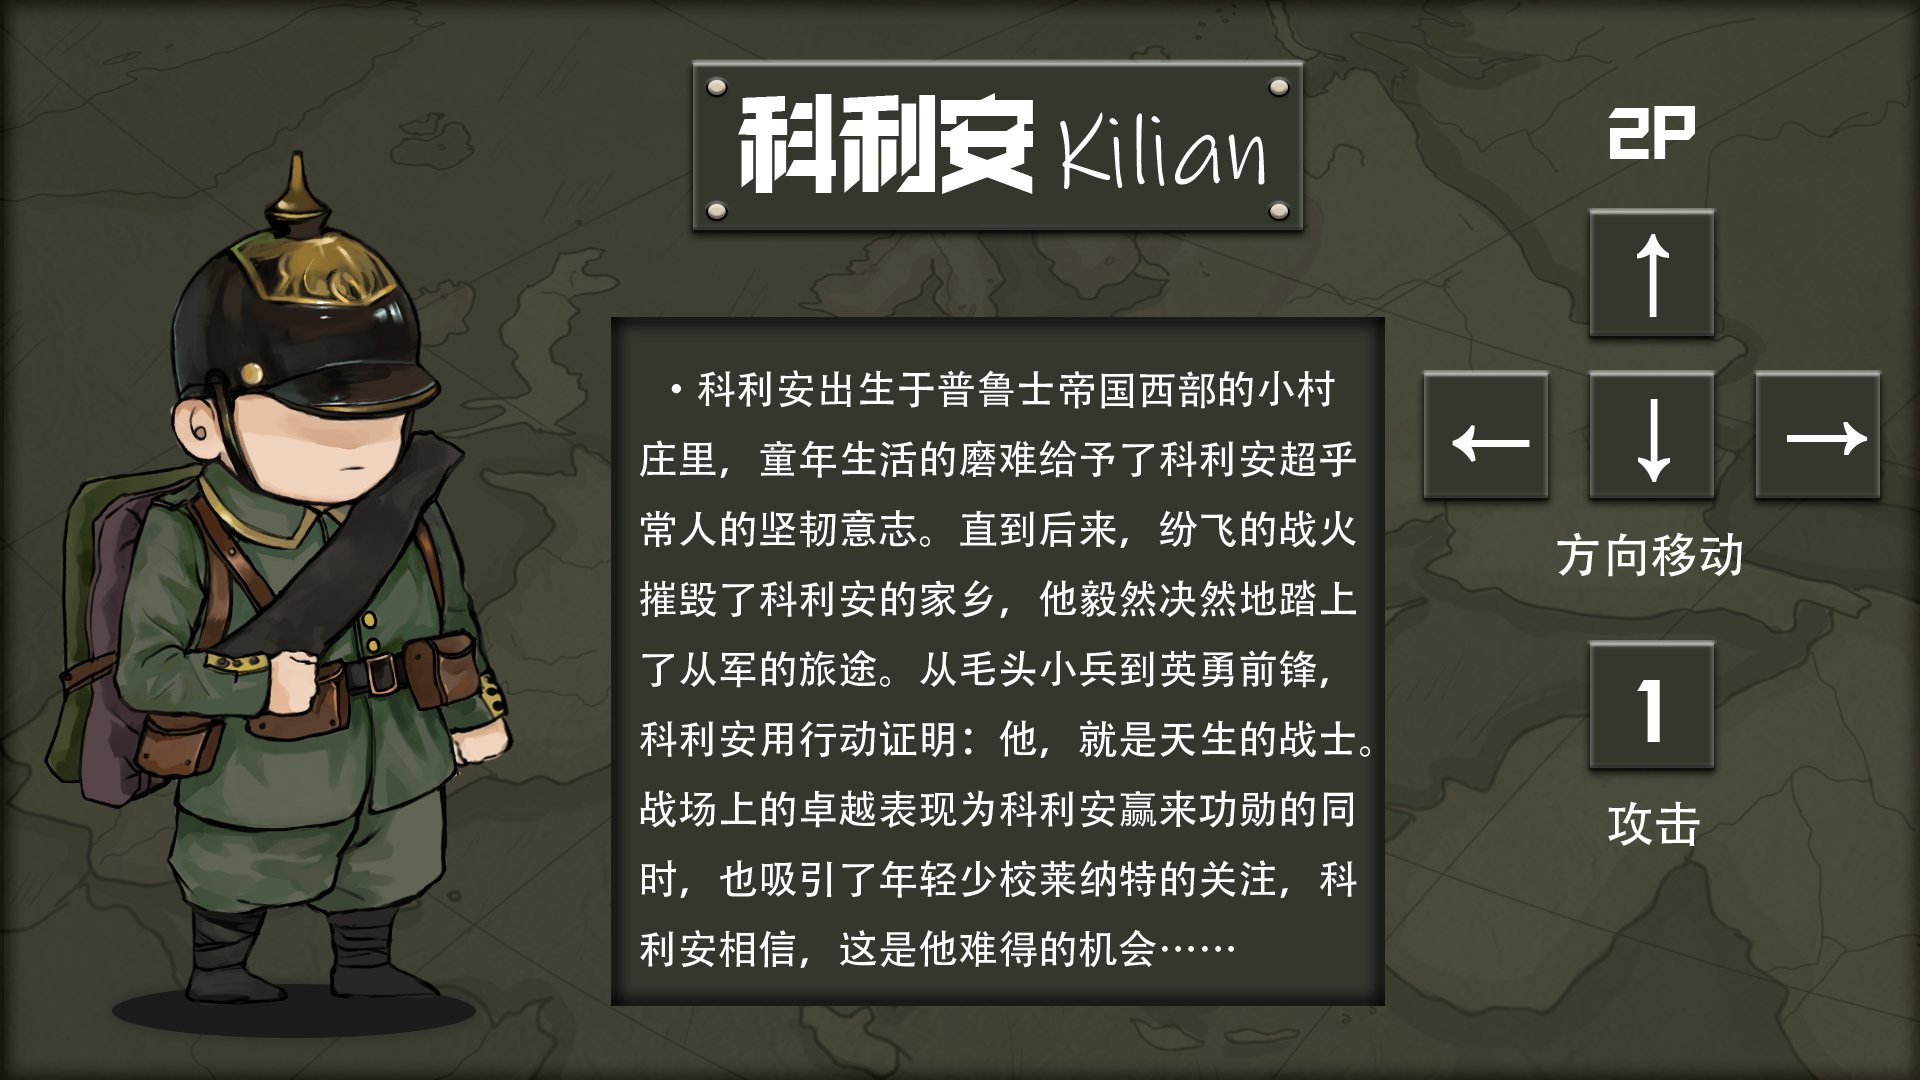 科利安 Kilian
·科利安出生于普鲁士帝国西部的小村
庄里，童年生活的磨难给予了科利安超乎
常人的坚韧意志。直到后来，纷飞的战火
摧毁了科利安的家乡，他毅然决然地踏上
了从军的旅途。从毛头小兵到英勇前锋，
科利安用行动证明：他，就是天生的战士。
战场上的卓越表现为科利安赢来功勋的同
时，也吸引了年轻少校莱纳特的关注，科
利安相信，这是他难得的机会……
2P
↑
← ↓ →
方向移动
1
攻击